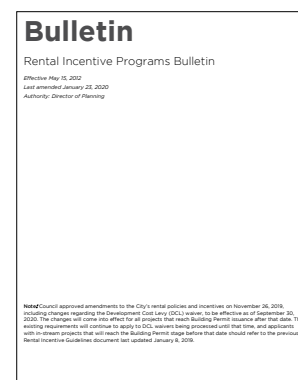 Bulletin
Rental Incentive Programs Bulletin
Effective May 15, 2012
Last amended January 23, 2020
Authority: Director of Planning
Note: Council approved amendments to the City's rental policies and incentives on November 26, 2019,
including changes regarding the Development Cost Levy (DCL) waiver, to be effective as of September 30,
2020. The changes will come into effect for all projects that reach Building Permit issuance after that date. Th
existing requirements will continue to apply to DCL waivers being processed until that time, and applicants
with in-stream projects that will reach the Building Permit stage before that date should refer to the previous
Rental Incentive Guidelines document last updated January 8, 2019.